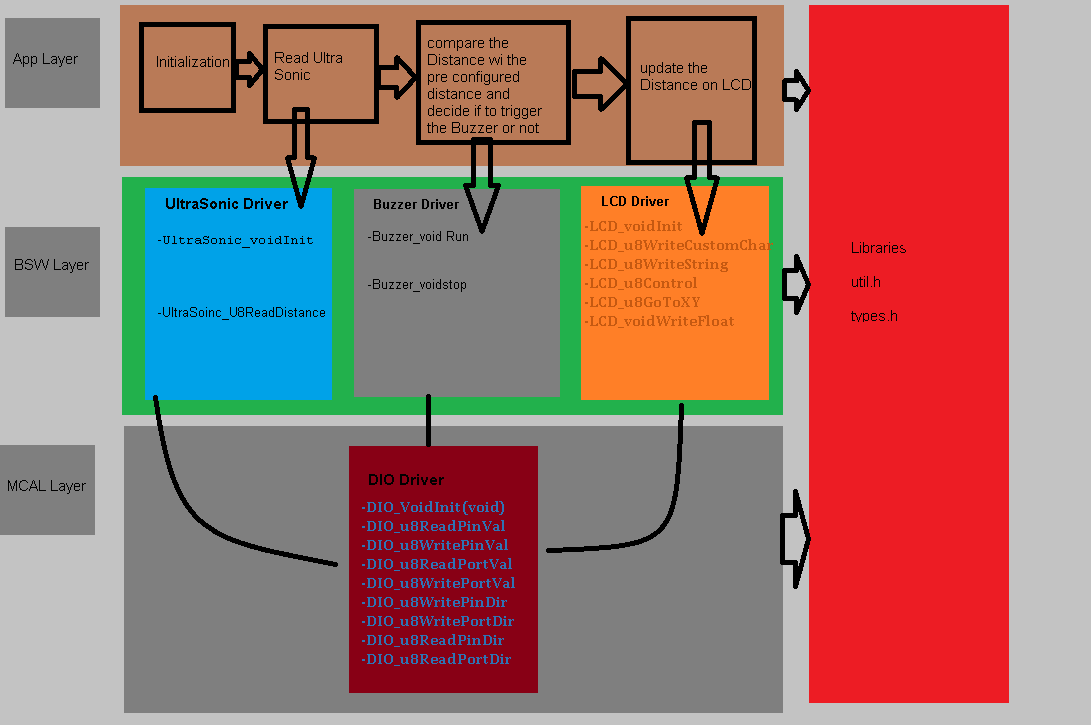 App Layer
Initialization
Read Ultra
Sonic
compare the
Distance wi the
pre configured
distance and
decide if to trigger
the Buzzer or not
update the
Distance on LCD
BSW Layer
UltraSonic Driver
-UltraSonic_voidInit
-UltraSoinc_U8ReadDistance
Buzzer Driver
-Buzzer_void Run
-Buzzer_voidstop
LCD Driver
-LCD_voidInit
-LCD_u8WriteCustomChar
-LCD_u8WriteString
-LCD_u8Control
-LCD_u8GoToXY
-LCD_voidWriteFloat
Libraries
util.h
types.h
MCAL Layer
DIO Driver
-DIO_VoidInit(void)
-DIO_u8ReadPinVal
-DIO_u8WritePinVal
-DIO_u8ReadPortVal
-DIO_u8WritePortVal
-DIO_u8WritePinDir
-DIO_u8WritePortDir
-DIO_u8ReadPinDir
-DIO_u8ReadPortDir